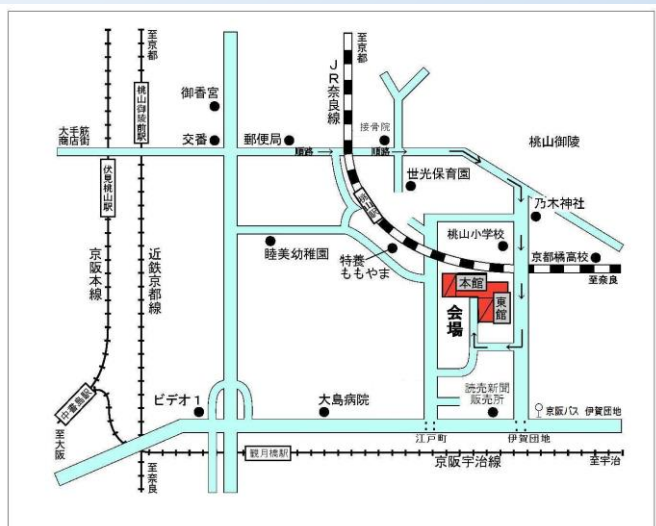 至京都
至京都
桃山御陵前駅
JR奈良線
御香宮
大手筋
商店街
交番
郵便局
順路
順路
接骨院
桃山御陵
伏見桃山駅
世光保育園
桃山駅
乃木神社
桃山小学校
京阪本線
近鉄京都線
睦美幼稚園
特養
ももやま
京都橘高校
至奈良
本館
東館
会場
中書島駅
ビデオ1
大島病院
読売新聞
販売所
京阪バス 伊賀団地
至大阪
江戸町
伊賀団地
至奈良
観月橋駅
京阪宇治線
至宇治